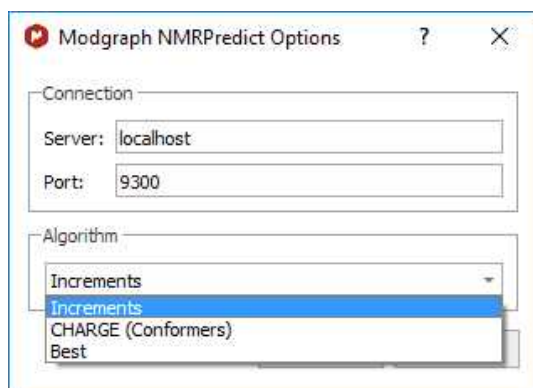 Modgraph NMRPredict Options ?
Connection
Server: localhost
Port: 9300
Algorithm
Increments
Increments
CHARGE (Conformers)
Best